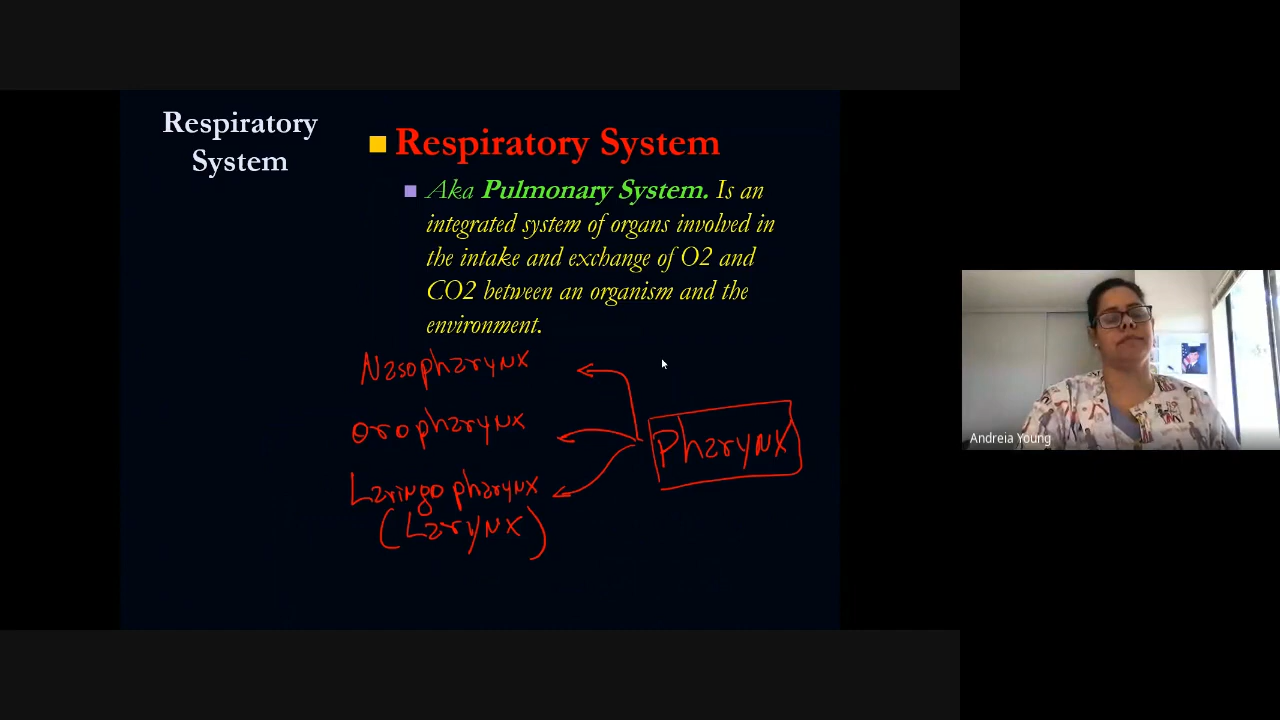 Respiratory
System
Respiratory System
Aka Pulmonary System. Is an
integrated system of organs involved in
the intake and exchange of O2 and
CO2 between an organism and the
environment.
Nasopharynx
Oropharynx
Pharynx
Laringopharynx
(Larynx)
Andreia Young